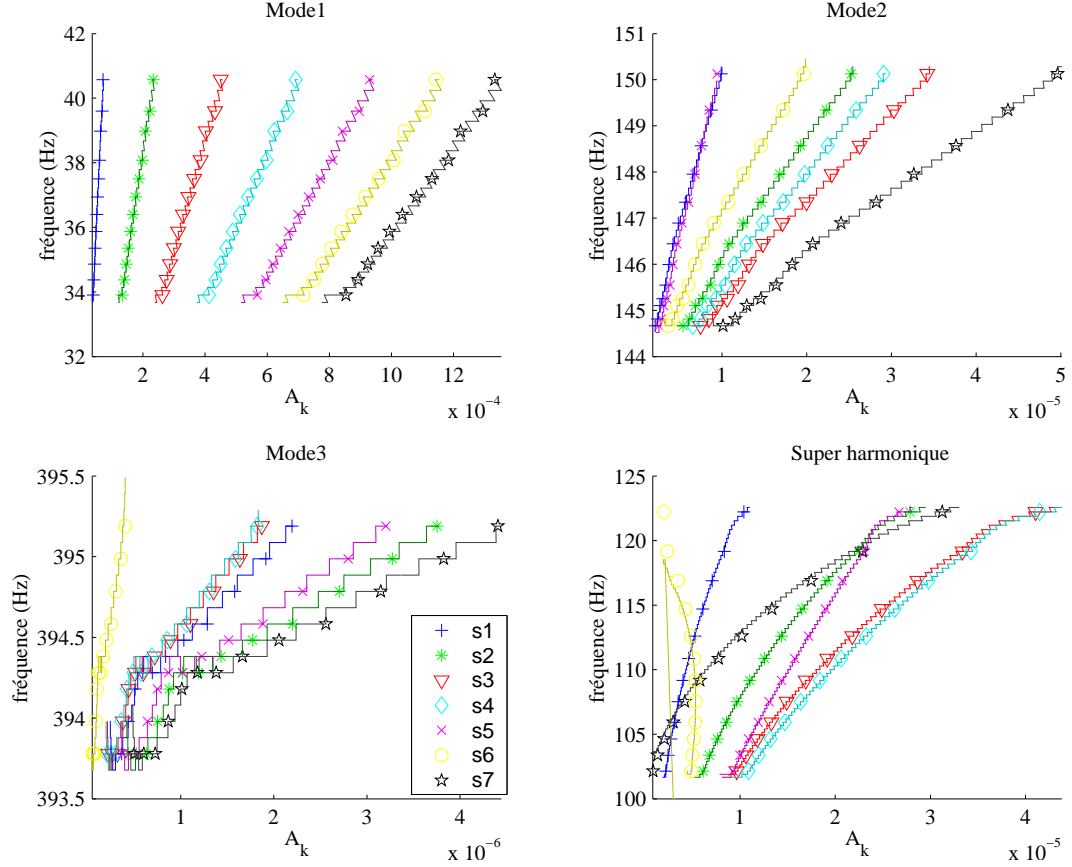 Mode1
42
40
38
36
34
32
fréquence (Hz)
2 4 6 8 10 12
A_k
x 10^−4
Mode2
151
150
149
148
147
146
145
144
fréquence (Hz)
1 2 3 4 5
A_k
x 10^−5
Mode3
395.5
395
394.5
394
393.5
fréquence (Hz)
1 2 3 4
A_k
x 10^−6
s1
s2
s3
s4
s5
s6
s7
Super harmonique
125
120
115
110
105
100
fréquence (Hz)
1 2 3 4
A_k
x 10^−5